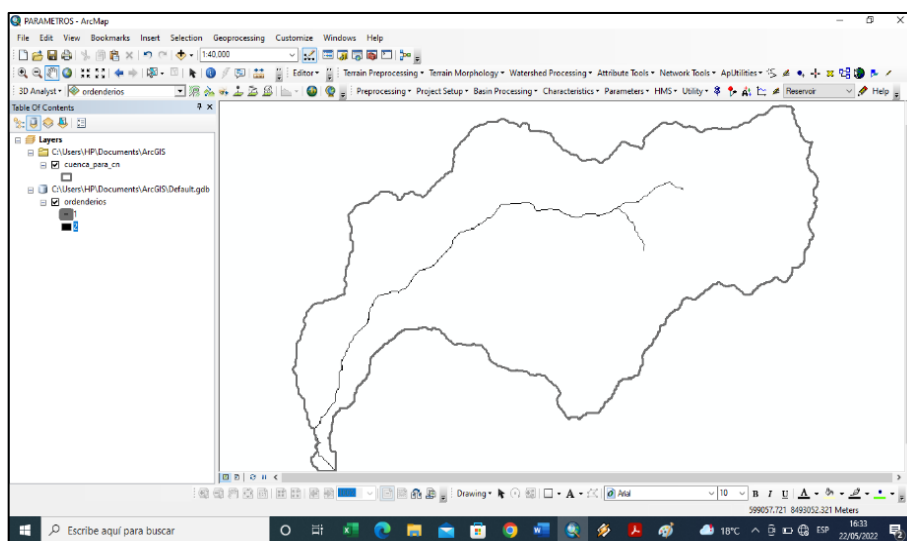 PARAMETROS - ArcMap
File Edit View Bookmarks Insert Selection Geoprocessing Customize Windows Help
1:40,000
Editor Terrain Preprocessing Terrain Morphology Watershed Processing Attribute Tools Network Tools ApUtilities
3D Analyst ordenderios Preprocessing Project Setup Basin Processing Characteristics Parameters HMS Utility Reservoir Help
Table Of Contents
Layers
C:\Users\HP\Documents\ArcGIS
cuenca_para_cn
C:\Users\HP\Documents\ArcGIS\Default.gdb
ordenderios
1
2
Drawing A Arial 10 B I U A
599057.721 8493052.321 Meters
Escribe aquí para buscar
18°C ESP 16:33
22/05/2022